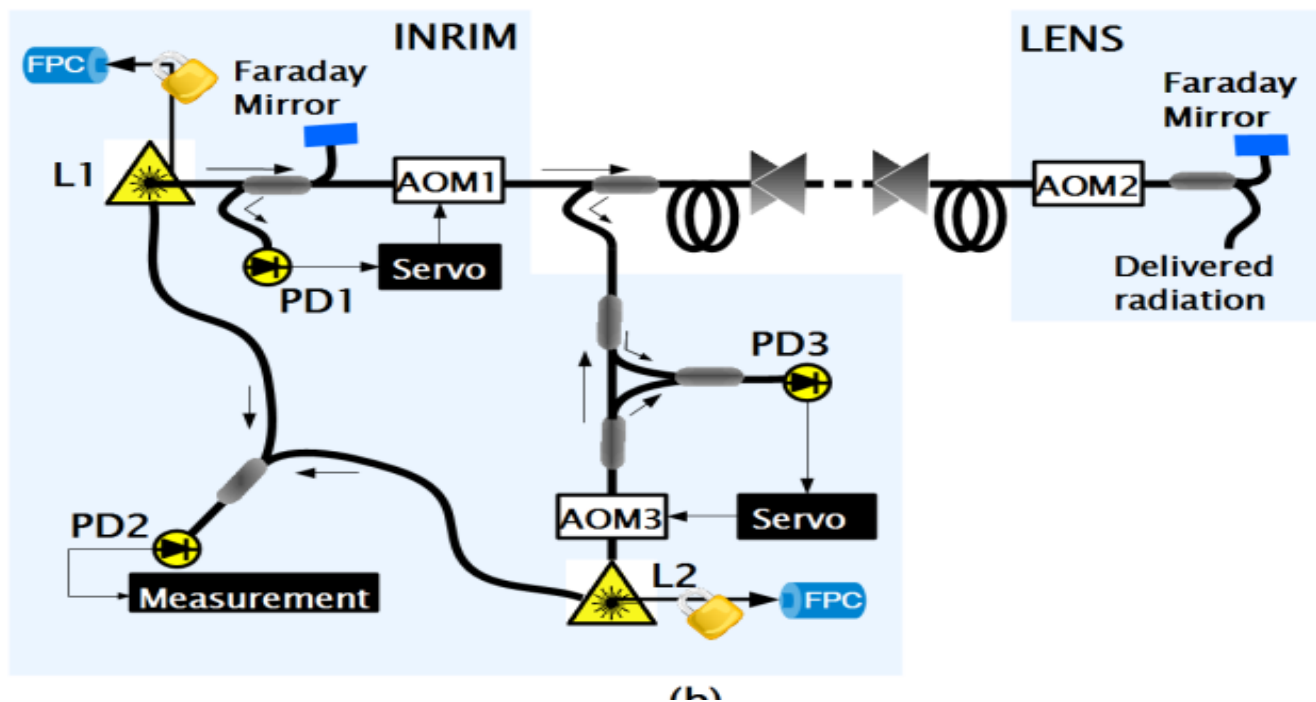 INRIM
LENS
FPC
Faraday
Mirror
Faraday
Mirror
L1
AOM1
AOM2
PD1
Servo
Delivered
radiation
PD3
PD2
AOM3
Servo
Measurement
L2
FPC